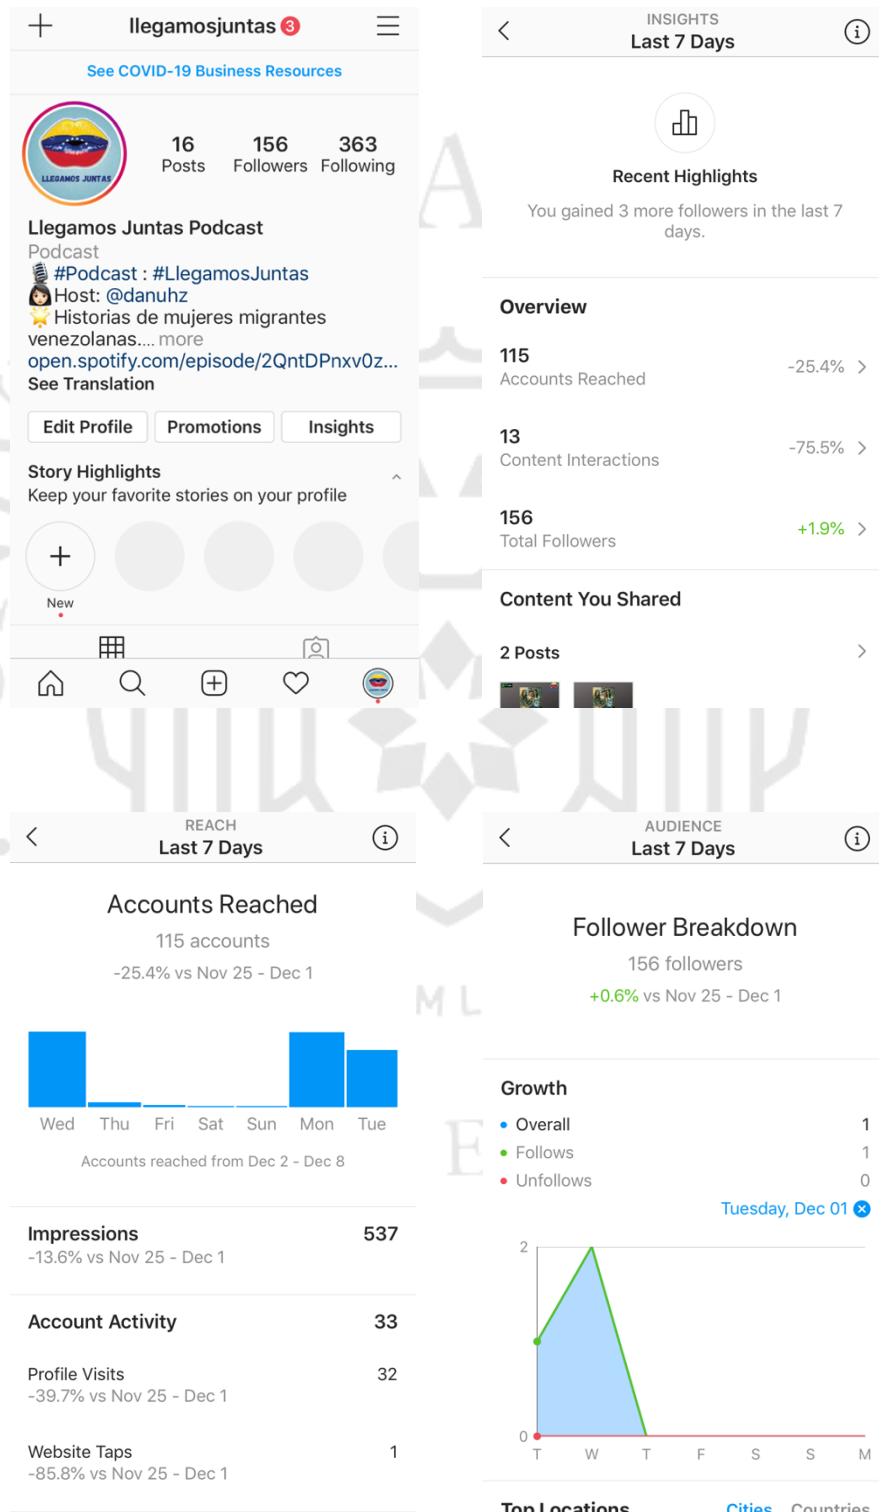 llegamosjuntas 3
See COVID-19 Business Resources
LLEGAMOS JUNTAS
16 156 363
Posts Followers Following
Llegamos Juntas Podcast
Podcast
#Podcast : #LlegamosJuntas
Host: @danuhz
Historias de mujeres migrantes
venezolanas.... more
open.spotify.com/episode/2QntDPnxv0z...
See Translation
Edit Profile Promotions Insights
Story Highlights
Keep your favorite stories on your profile
New
INSIGHTS
Last 7 Days
Recent Highlights
You gained 3 more followers in the last 7
days.
Overview
115
Accounts Reached -25.4%
13
Content Interactions -75.5%
156
Total Followers +1.9%
Content You Shared
2 Posts
REACH
Last 7 Days
Accounts Reached
115 accounts
-25.4% vs Nov 25 - Dec 1
Wed Thu Fri Sat Sun Mon Tue
Accounts reached from Dec 2 - Dec 8
Impressions 537
-13.6% vs Nov 25 - Dec 1
Account Activity 33
Profile Visits 32
-39.7% vs Nov 25 - Dec 1
Website Taps 1
-85.8% vs Nov 25 - Dec 1
AUDIENCE
Last 7 Days
Follower Breakdown
156 followers
+0.6% vs Nov 25 - Dec 1
Growth
Overall 1
Follows 1
Unfollows 0
Tuesday, Dec 01
2
0
T W T F S S M
Top Locations Cities Countries